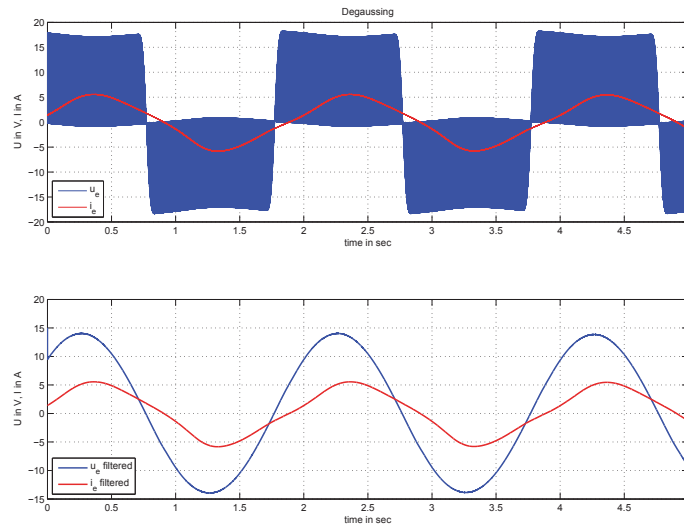 Degaussing
20
15
10
5
0
−5
−10
−15
−20
U in V, I in A
u_e
i_e
0 0.5 1 1.5 2 2.5 3 3.5 4 4.5
time in sec
20
15
10
5
0
−5
−10
−15
U in V, I in A
u_e filtered
i_e filtered
0 0.5 1 1.5 2 2.5 3 3.5 4 4.5
time in sec